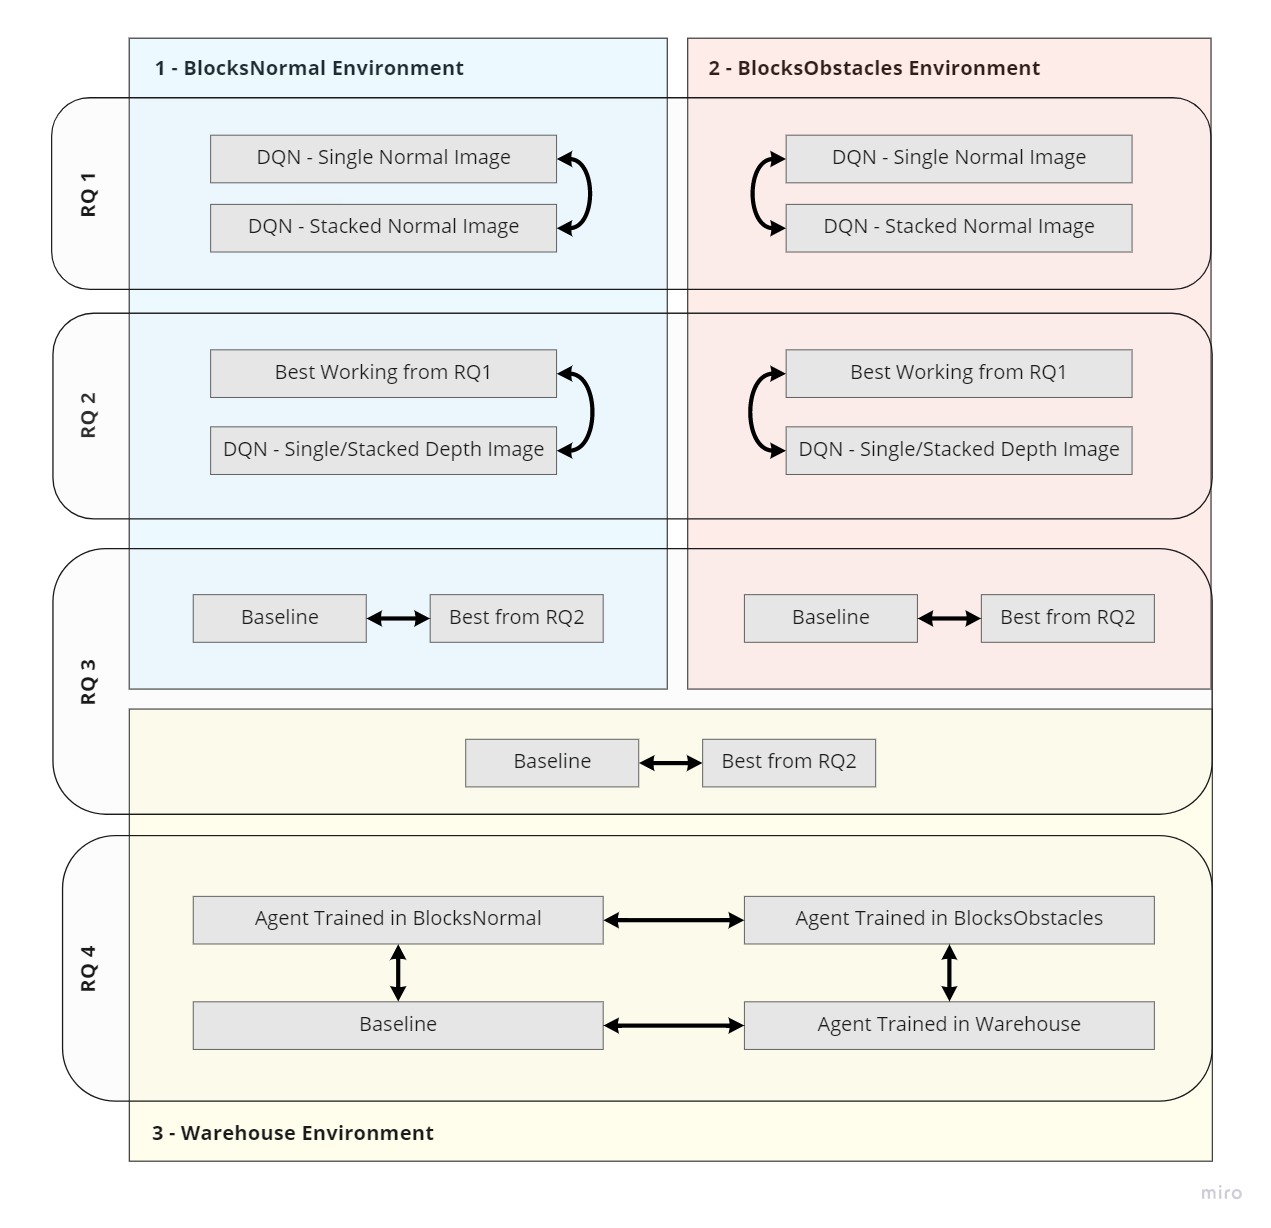 1 - BlocksNormal Environment
2 - BlocksObstacles Environment
RQ 1
DQN - Single Normal Image
DQN - Stacked Normal Image
DQN - Single Normal Image
DQN - Stacked Normal Image
RQ 2
Best Working from RQ1
DQN - Single/Stacked Depth Image
Best Working from RQ1
DQN - Single/Stacked Depth Image
RQ 3
Baseline
Best from RQ2
Baseline
Best from RQ2
Baseline
Best from RQ2
RQ 4
Agent Trained in BlocksNormal
Agent Trained in BlocksObstacles
Baseline
Agent Trained in Warehouse
3 - Warehouse Environment
miro